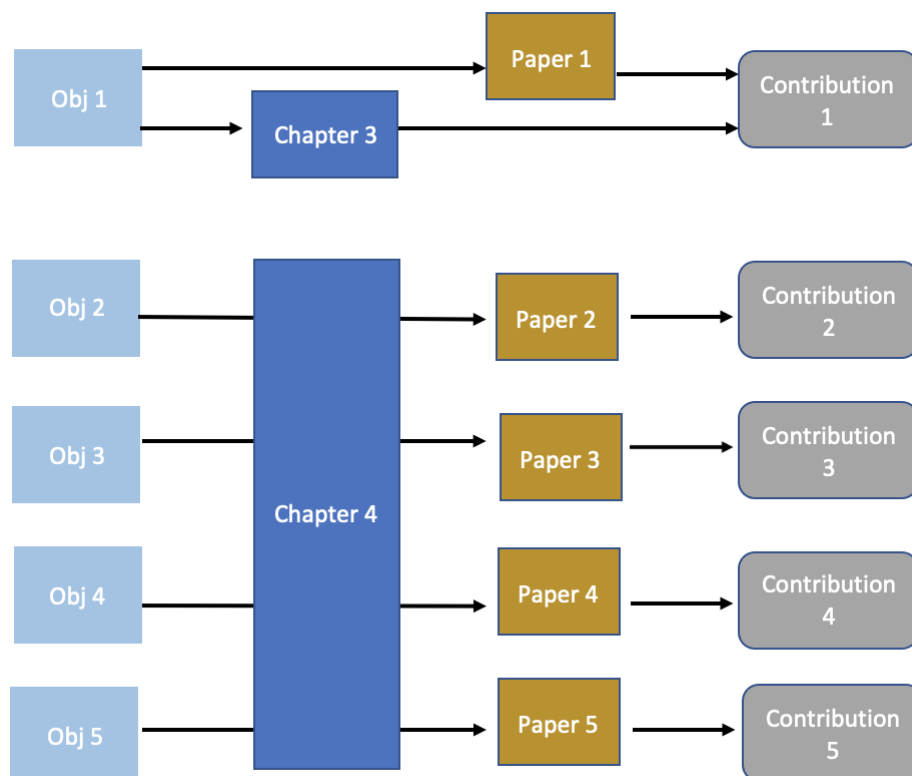 Obj 1
Paper 1
Chapter 3
Contribution
1
Obj 2
Paper 2
Contribution
2
Obj 3
Paper 3
Contribution
3
Chapter 4
Obj 4
Paper 4
Contribution
4
Obj 5
Paper 5
Contribution
5